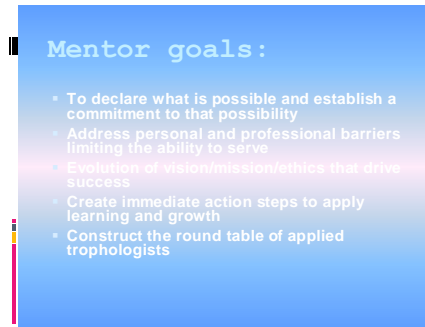 Mentor goals:
To declare what is possible and establish a
commitment to that possibility
Address personal and professional barriers
limiting the ability to serve
Evolution of vision/mission/ethics that drive
success
Create immediate action steps to apply
learning and growth
Construct the round table of applied
trophologists